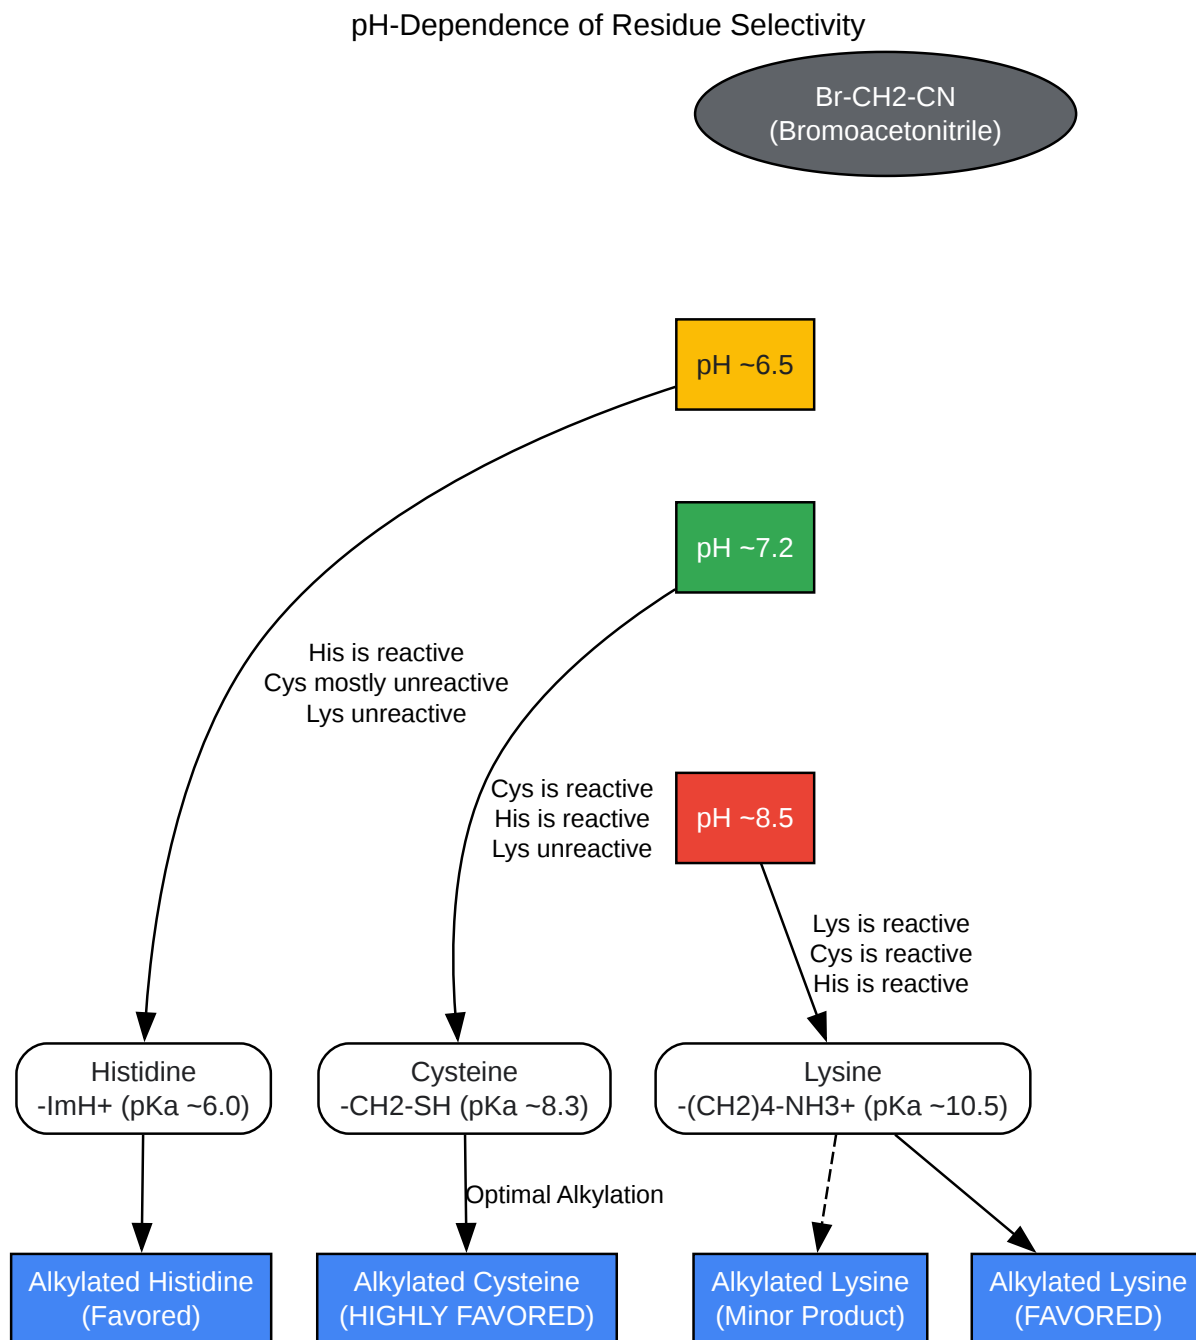 pH-Dependence of Residue Selectivity
Br-CH2-CN
(Bromoacetonitrile)
pH ~6.5
pH ~7.2
His is reactive
Cys mostly unreactive
Lys unreactive
Cys is reactive
His is reactive
Lys unreactive
pH ~8.5
Lys is reactive
Cys is reactive
His is reactive
Histidine
-ImH+ (pKa ~6.0)
Cysteine
-CH2-SH (pKa ~8.3)
Lysine
-(CH2)4-NH3+ (pKa ~10.5)
Optimal Alkylation
Alkylated Histidine
(Favored)
Alkylated Cysteine
(HIGHLY FAVORED)
Alkylated Lysine
(Minor Product)
Alkylated Lysine
(FAVORED)